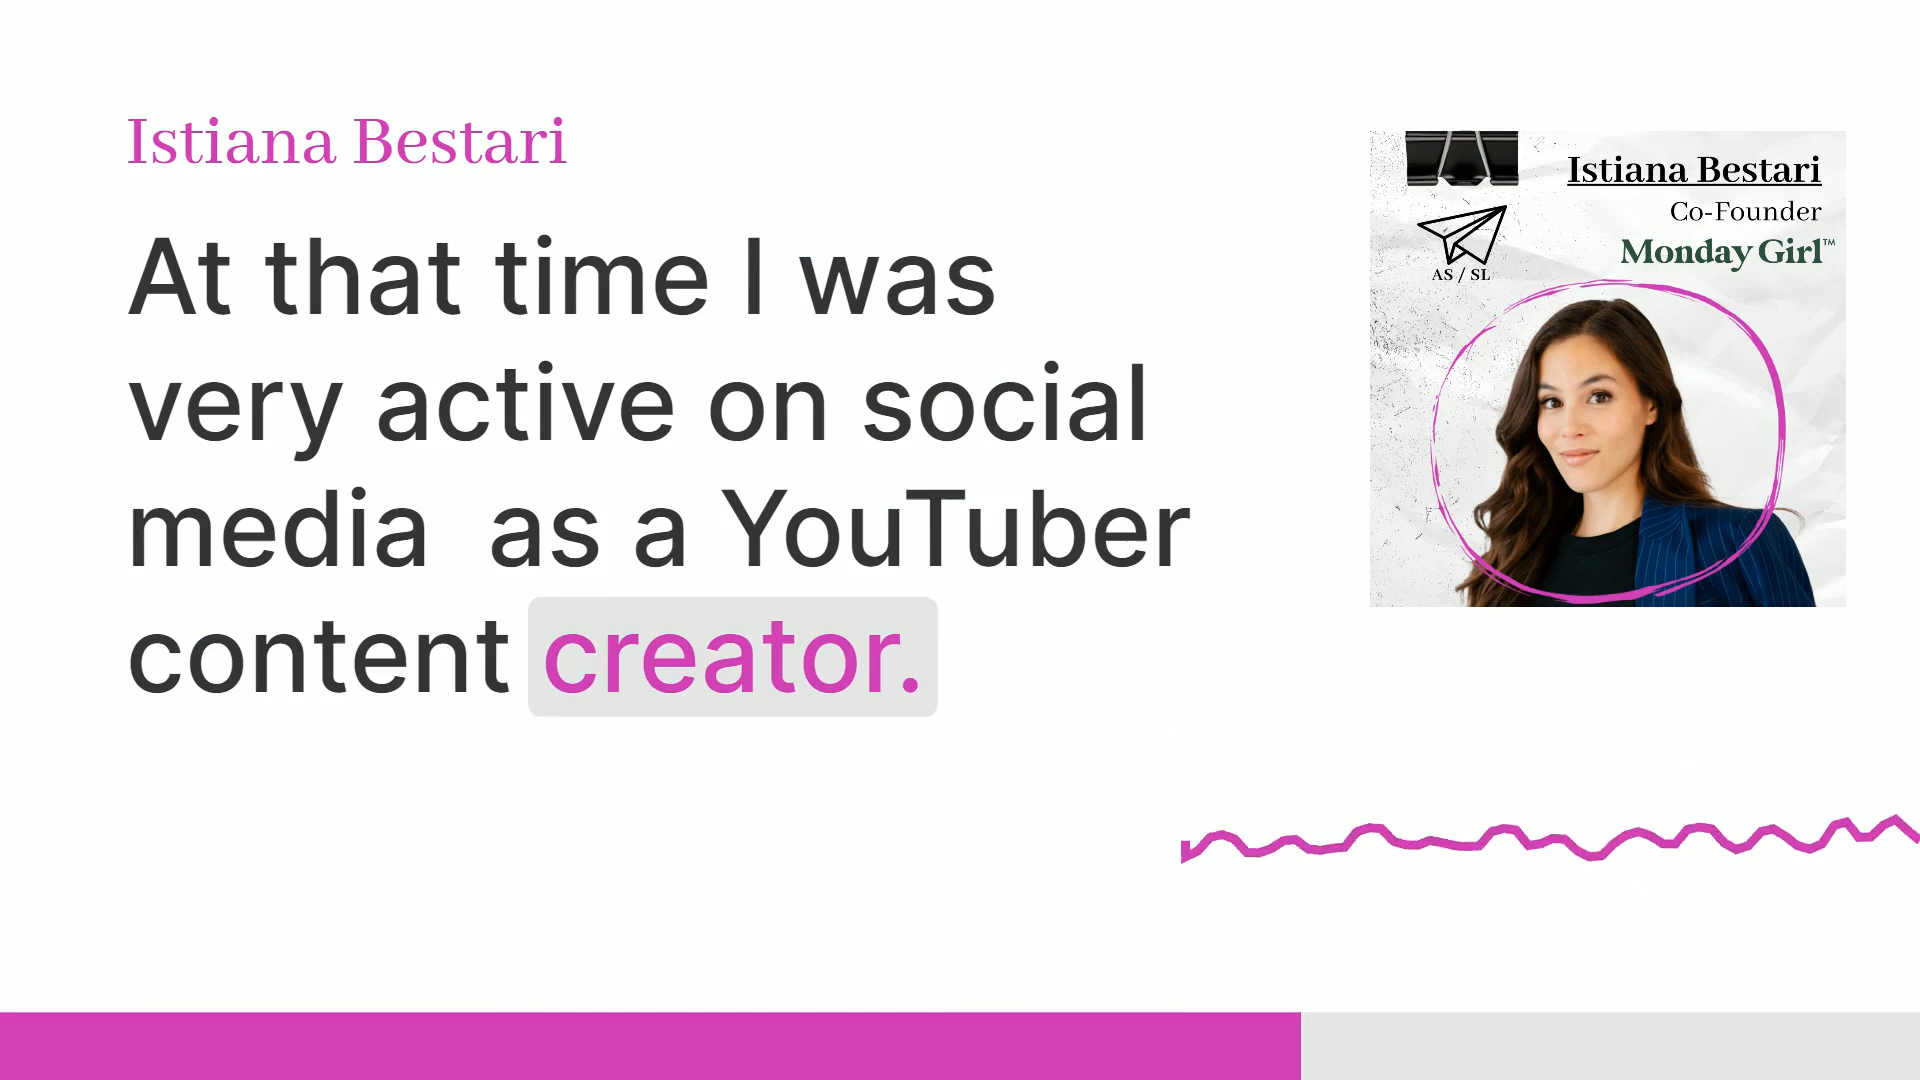 Istiana Bestari
At that time I was
very active on social
media  as a YouTuber
content creator.
Istiana Bestari
Co-Founder
Monday Girl™
AS / SL